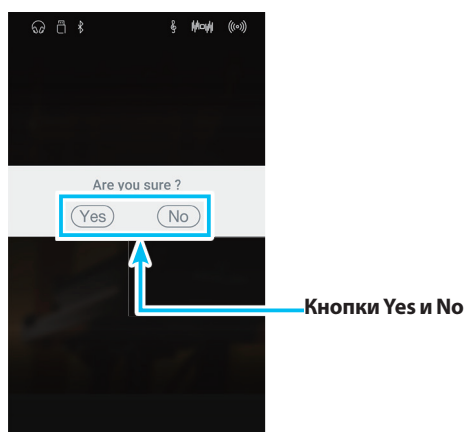 Are you sure ?
Yes
No
Кнопки Yes и No